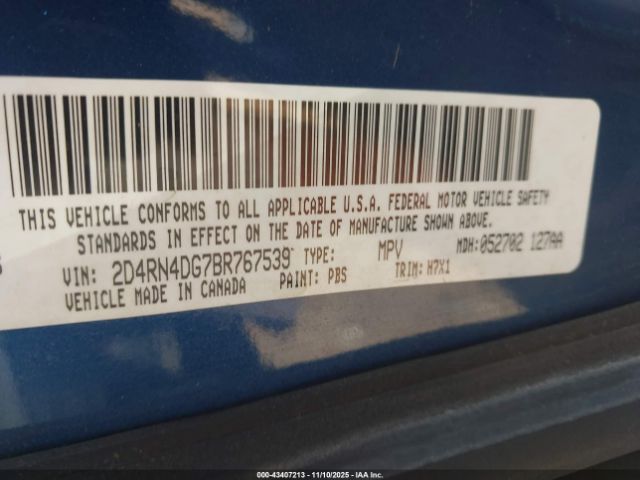 THIS VEHICLE CONFORMS TO ALL APPLICABLE U.S.A. FEDERAL MOTOR VEHICLE SAFETY
STANDARDS IN EFFECT ON THE DATE OF MANUFACTURE SHOWN ABOVE.
VIN: 2D4RN4DG7BR767539 TYPE: MPV MDH:052702 127AA
VEHICLE MADE IN CANADA PAINT: PBS TRIM: H7X1
000-43407213 - 11/10/2025 - IAA Inc.